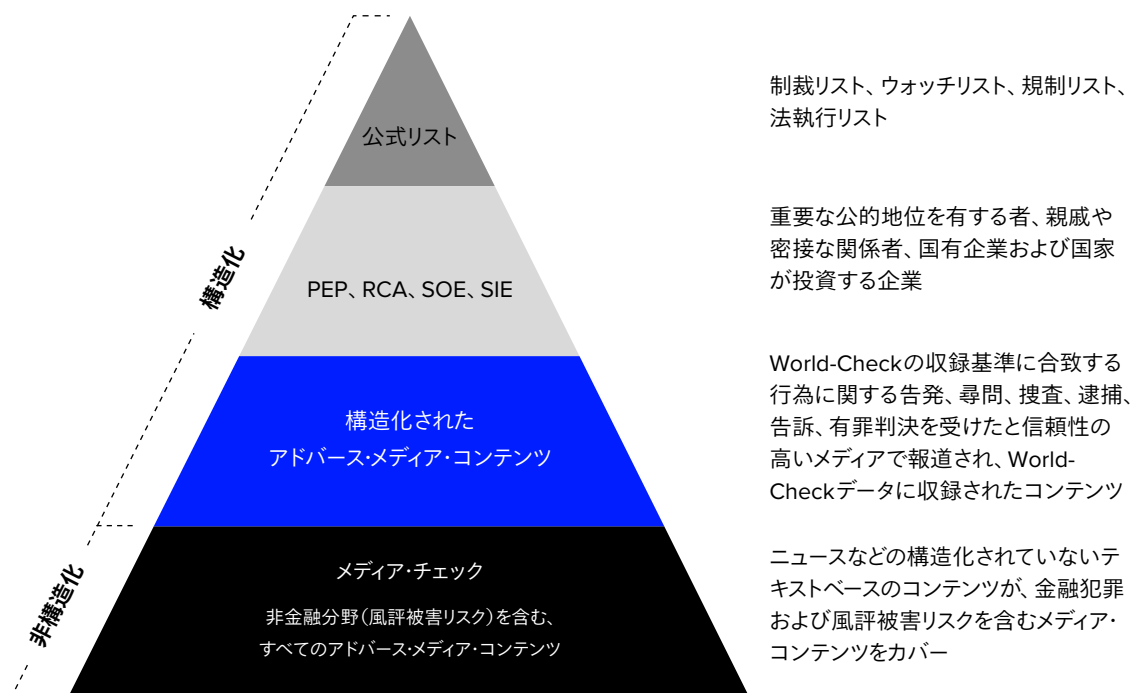 公式リスト
制裁リスト、ウォッチリスト、規制リスト、
法執行リスト
構造化
PEP、RCA、SOE、SIE
重要な公的地位を有する者、親戚や
密接な関係者、国有企業および国家
が投資する企業
構造化された
アドバース・メディア・コンテンツ
World-Checkの収録基準に合致する
行為に関する告発、尋問、捜査、逮捕、
告訴、有罪判決を受けたと信頼性の
高いメディアで報道され、World-
Checkデータに収録されたコンテンツ
非構造化
メディア・チェック
非金融分野（風評被害リスク）を含む、
すべてのアドバース・メディア・コンテンツ
ニュースなどの構造化されていないテ
キストベースのコンテンツが、金融犯罪
および風評被害リスクを含むメディア・
コンテンツをカバー